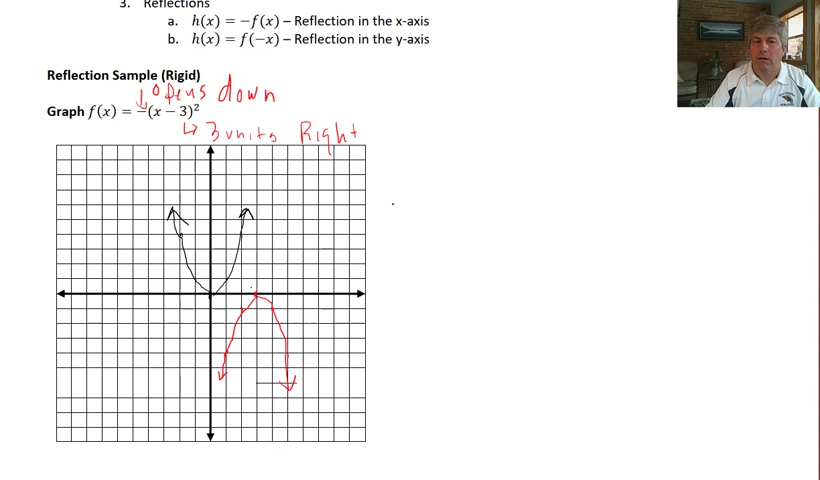 3. Reflections
a. h(x) = −f(x) – Reflection in the x-axis
b. h(x) = f(−x) – Reflection in the y-axis
Reflection Sample (Rigid)
opens down
Graph f(x) = −(x − 3)²
3 units Right